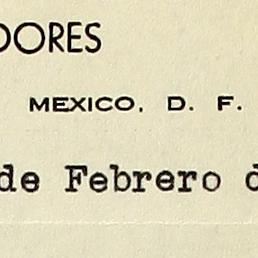 DORES
MEXICO, D. F.
de Febrero d